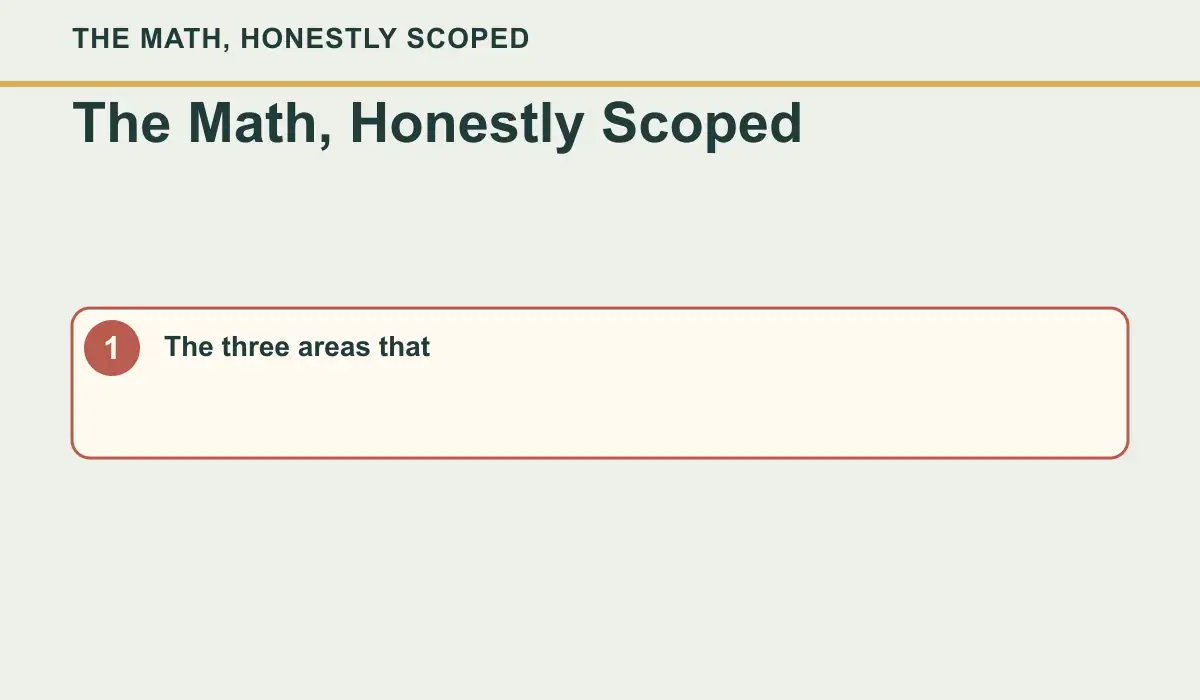 THE MATH, HONESTLY SCOPED
The Math, Honestly Scoped
1 The three areas that